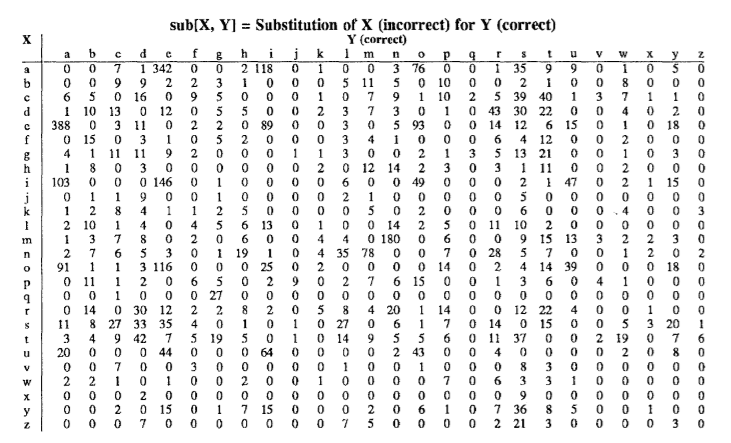 sub[X, Y] = Substitution of X (incorrect) for Y (correct)
X Y (correct)
a b c d e f g h i j k l m n o p q r s t u v w x y z
a 0 0 7 1 342 0 0 2 118 0 1 0 0 3 76 0 0 1 35 9 9 0 1 0 5 0
b 0 0 9 9 2 2 3 1 0 0 0 5 11 5 0 10 0 0 2 1 0 0 8 0 0 0
c 6 5 0 16 0 9 5 0 0 0 1 0 7 9 1 10 2 5 39 40 1 3 7 1 1 0
d 1 10 13 0 12 0 5 5 0 0 2 3 7 3 0 1 0 43 30 22 0 0 4 0 2 0
e 388 0 3 11 0 2 2 0 89 0 0 3 0 5 93 0 0 14 12 6 15 0 1 0 18 0
f 0 15 0 3 1 0 5 2 0 0 0 3 4 1 0 0 0 6 4 12 0 0 2 0 0 0
g 4 1 11 11 9 2 0 0 0 1 1 3 0 0 2 1 3 5 13 21 0 0 1 0 3 0
h 1 8 0 3 0 0 0 0 0 0 2 0 12 14 2 3 0 3 1 11 0 0 2 0 0 0
i 103 0 0 0 146 0 1 0 0 0 0 6 0 0 49 0 0 0 2 1 47 0 2 1 15 0
j 0 1 1 9 0 0 1 0 0 0 0 2 1 0 0 0 0 0 5 0 0 0 0 0 0 0
k 1 2 8 4 1 1 2 5 0 0 0 0 5 0 2 0 0 0 6 0 0 0 4 0 0 3
l 2 10 1 4 0 4 5 6 13 0 1 0 0 14 2 5 0 11 10 2 0 0 0 0 0 0
m 1 3 7 8 0 2 0 6 0 0 4 4 0 180 0 6 0 0 9 15 13 3 2 2 3 0
n 2 7 6 5 3 0 1 19 1 0 4 35 78 0 0 7 0 28 5 7 0 0 1 2 0 2
o 91 1 1 3 116 0 0 0 25 0 2 0 0 0 0 14 0 2 4 14 39 0 0 0 18 0
p 0 11 1 2 0 6 5 0 2 9 0 2 7 6 15 0 0 1 3 6 0 4 1 0 0 0
q 0 0 1 0 0 0 27 0 0 0 0 0 0 0 0 0 0 0 0 0 0 0 0 0 0 0
r 0 14 0 30 12 2 2 8 2 0 5 8 4 20 1 14 0 0 12 22 4 0 0 1 0 0
s 11 8 27 33 35 4 0 1 0 1 0 27 0 6 1 7 0 14 0 15 0 0 5 3 20 1
t 3 4 9 42 7 5 19 5 0 1 0 14 9 5 5 6 0 11 37 0 0 2 19 0 7 6
u 20 0 0 0 44 0 0 0 64 0 0 0 0 2 43 0 0 4 0 0 0 0 2 0 8 0
v 0 0 7 0 0 3 0 0 0 0 0 1 0 0 1 0 0 0 8 3 0 0 0 0 0 0
w 2 2 1 0 1 0 0 2 0 0 1 0 0 0 0 7 0 6 3 3 1 0 0 0 0 0
x 0 0 0 2 0 0 0 0 0 0 0 0 0 0 0 0 0 0 9 0 0 0 0 0 0 0
y 0 0 2 0 15 0 1 7 15 0 0 0 2 0 6 1 0 7 36 8 5 0 0 1 0 0
z 0 0 0 7 0 0 0 0 0 0 0 7 5 0 0 0 0 2 21 3 0 0 0 0 3 0